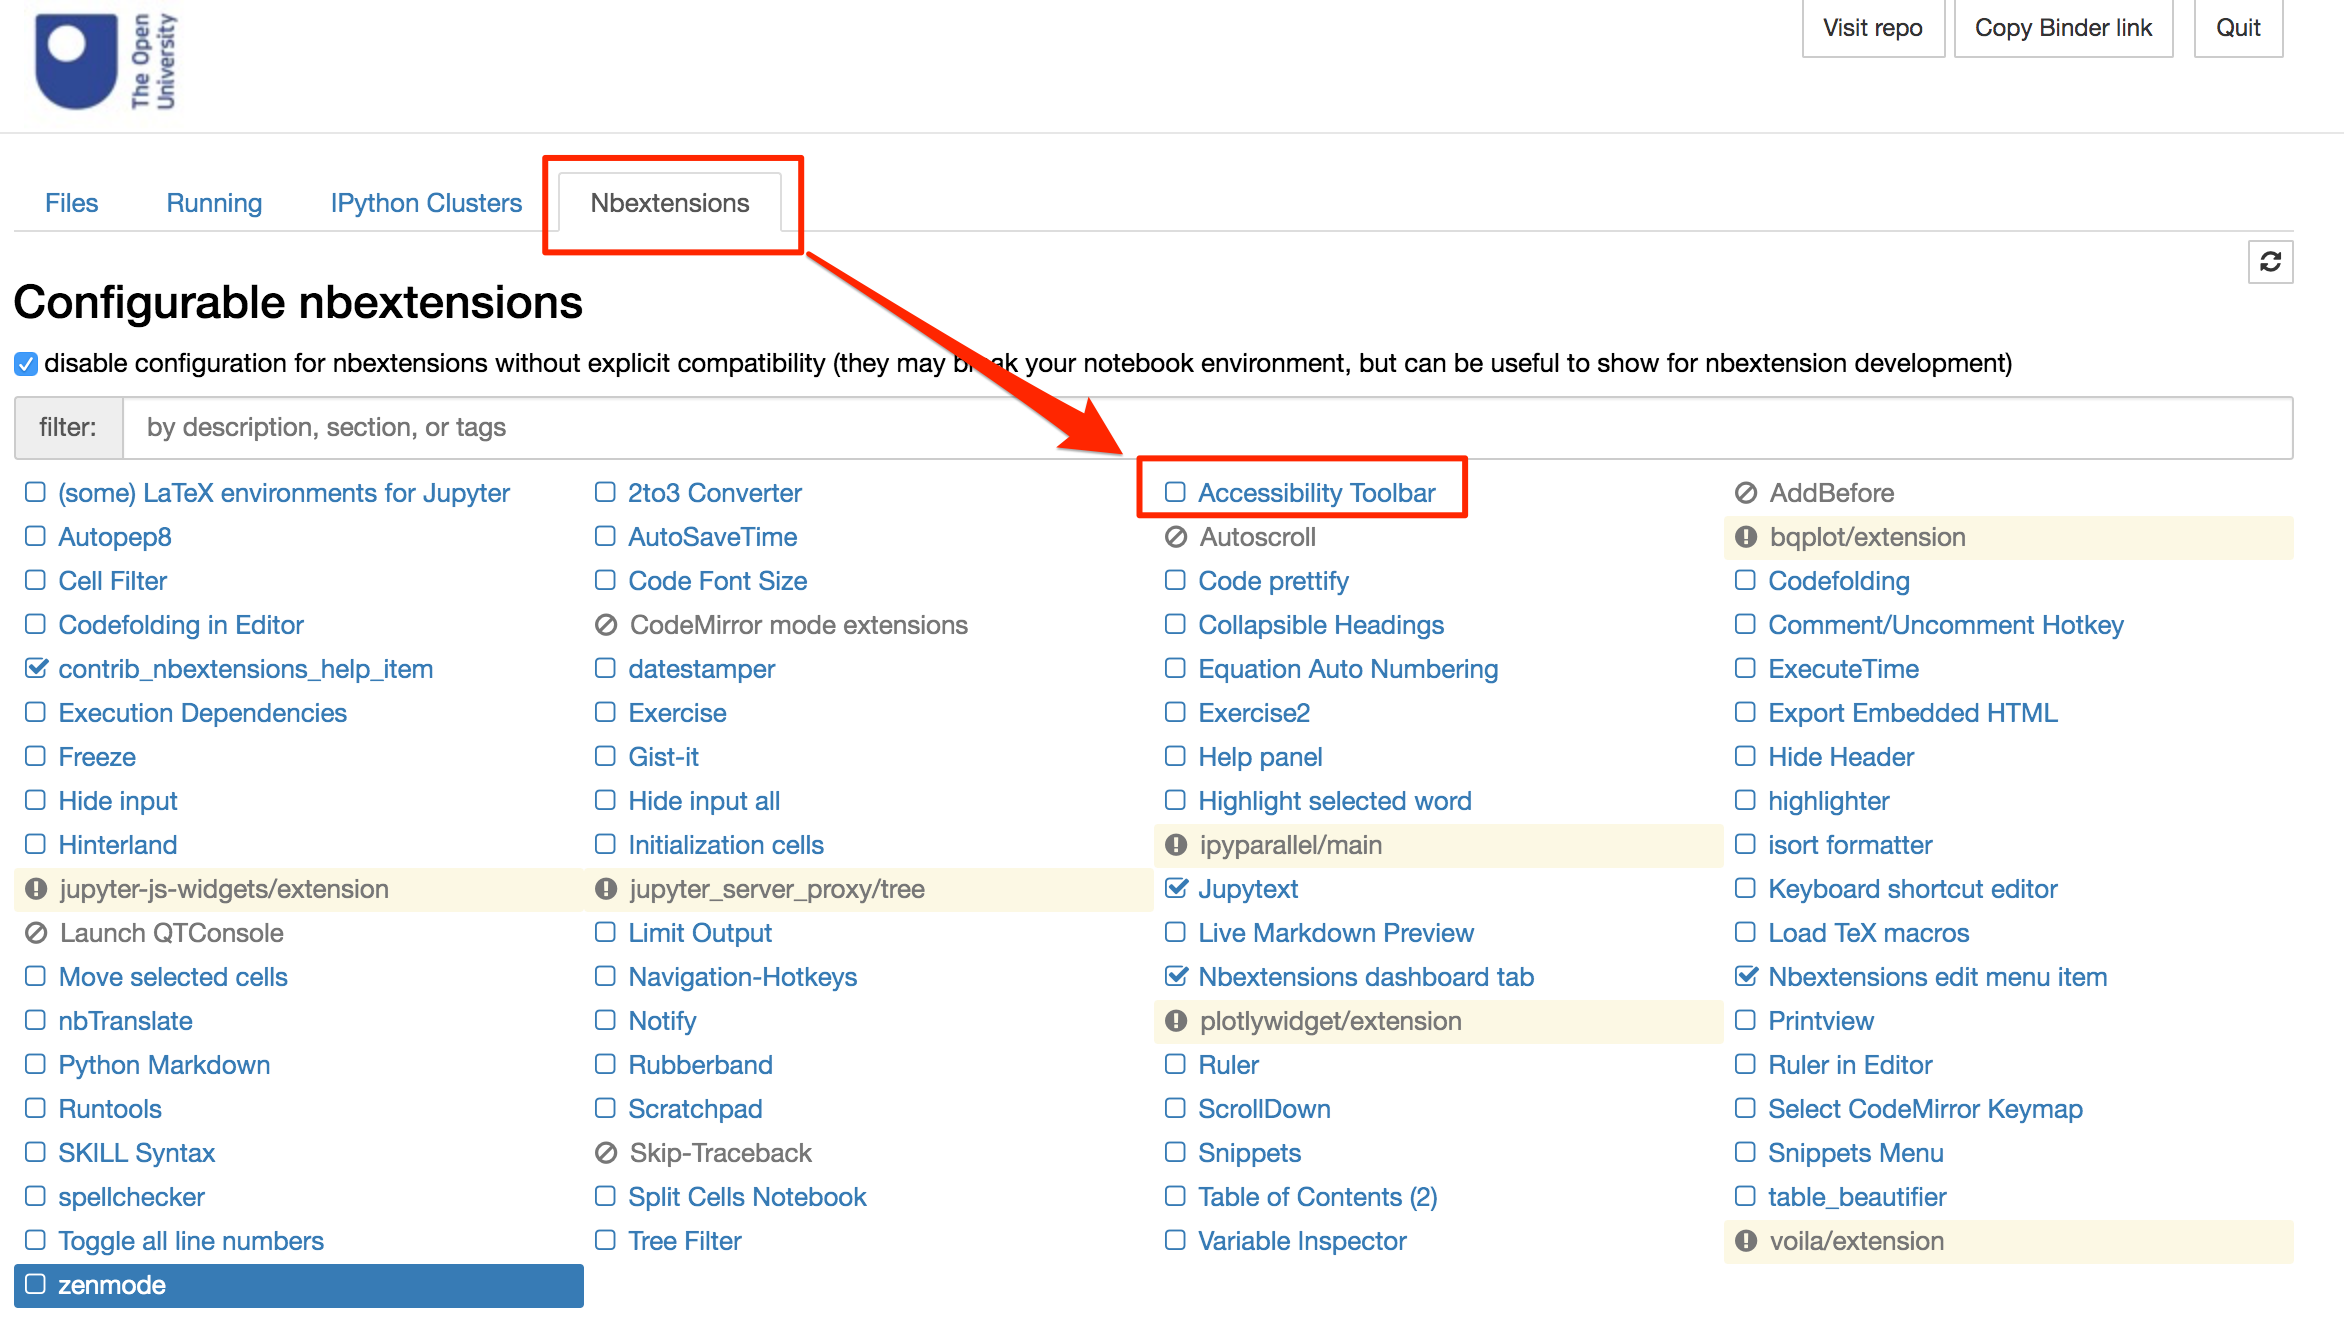 The Open
University
Visit repo
Copy Binder link
Quit
Files
Running
IPython Clusters
Nbextensions
Configurable nbextensions
disable configuration for nbextensions without explicit compatibility (they may your notebook environment, but can be useful to show for nbextension development)
filter:
by description, section, or tags
(some) LaTeX environments for Jupyter
2to3 Converter
Accessibility Toolbar
AddBefore
Autopep8
AutoSaveTime
Autoscroll
bqplot/extension
Cell Filter
Code Font Size
Code prettify
Codefolding
Codefolding in Editor
CodeMirror mode extensions
Collapsible Headings
Comment/Uncomment Hotkey
contrib_nbextensions_help_item
datestamper
Equation Auto Numbering
ExecuteTime
Execution Dependencies
Exercise
Exercise2
Export Embedded HTML
Freeze
Gist-it
Help panel
Hide Header
Hide input
Hide input all
Highlight selected word
highlighter
Hinterland
Initialization cells
ipyparallel/main
isort formatter
jupyter-js-widgets/extension
jupyter_server_proxy/tree
Jupytext
Keyboard shortcut editor
Launch QTConsole
Limit Output
Live Markdown Preview
Load TeX macros
Move selected cells
Navigation-Hotkeys
Nbextensions dashboard tab
Nbextensions edit menu item
nbTranslate
Notify
plotlywidget/extension
Printview
Python Markdown
Rubberband
Ruler
Ruler in Editor
Runtools
Scratchpad
ScrollDown
Select CodeMirror Keymap
SKILL Syntax
Skip-Traceback
Snippets
Snippets Menu
spellchecker
Split Cells Notebook
Table of Contents (2)
table_beautifier
Toggle all line numbers
Tree Filter
Variable Inspector
voila/extension
zenmode